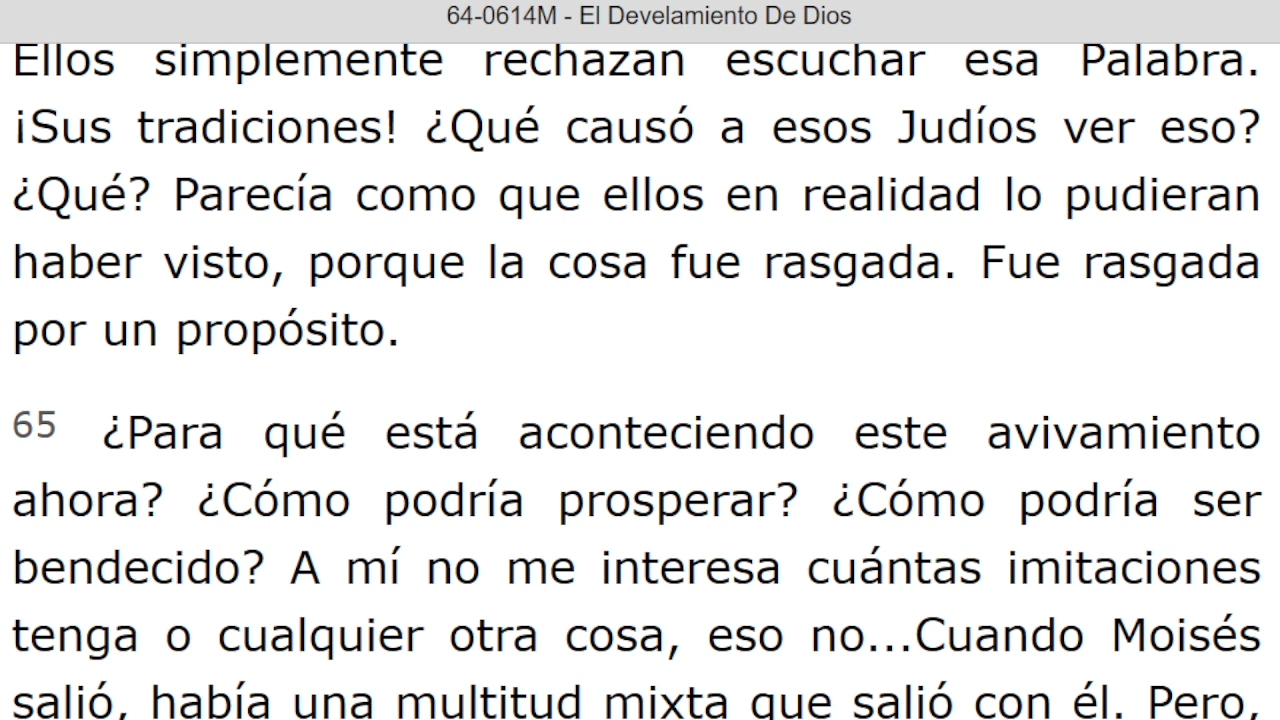 64-0614M - El Develamiento De Dios
Ellos simplemente rechazan escuchar esa Palabra.
¡Sus tradiciones! ¿Qué causó a esos Judíos ver eso?
¿Qué? Parecía como que ellos en realidad lo pudieran
haber visto, porque la cosa fue rasgada. Fue rasgada
por un propósito.
65 ¿Para qué está aconteciendo este avivamiento
ahora? ¿Cómo podría prosperar? ¿Cómo podría ser
bendecido? A mí no me interesa cuántas imitaciones
tenga o cualquier otra cosa, eso no...Cuando Moisés
salió, había una multitud mixta que salió con él. Pero,